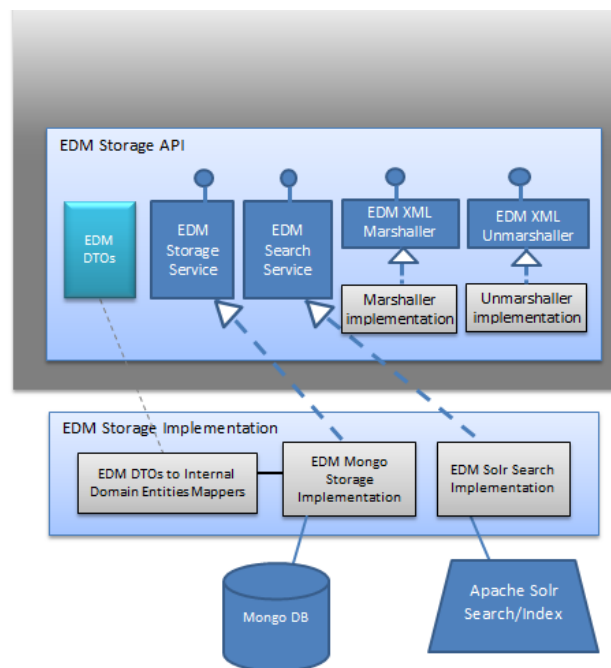 EDM Storage API
EDM
DTOs
EDM
Storage
Service
EDM
Search
Service
EDM XML
Marshaller
EDM XML
Unmarshaller
Marshaller
implementation
Unmarshaller
implementation
EDM Storage Implementation
EDM DTOs to Internal
Domain Entities Mappers
EDM Mongo
Storage
Implementation
EDM Solr Search
Implementation
Mongo DB
Apache Solr
Search/Index